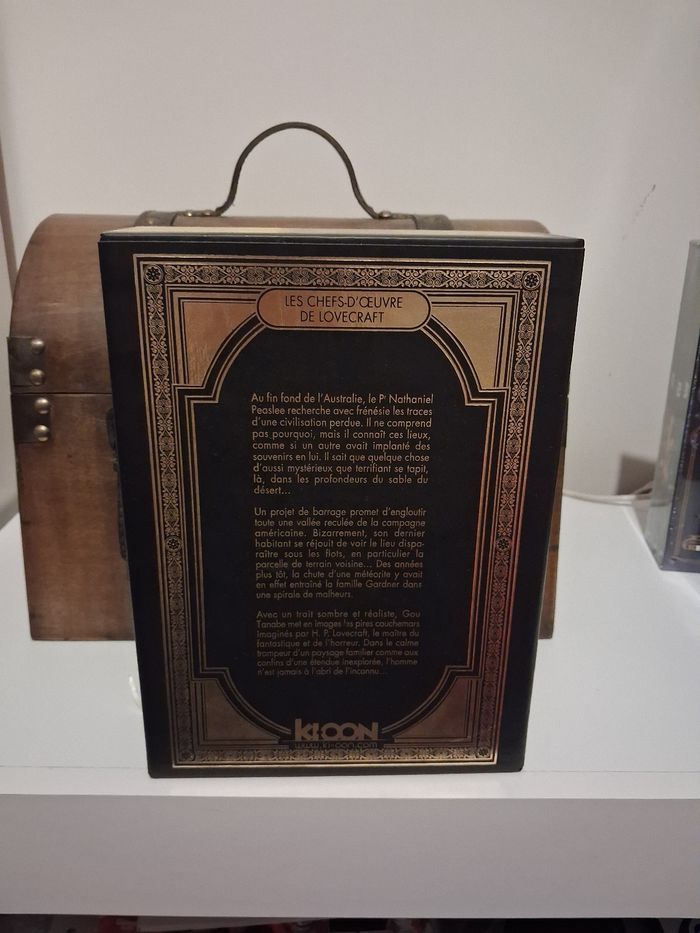 LES CHEFS-D'ŒUVRE
DE LOVECRAFT
Au fin fond de l'Australie, le Pr Nathaniel
Peaslee recherche avec frénésie les traces
d'une civilisation perdue. Il ne comprend
pas pourquoi, mais il connaît ces lieux,
comme si un autre avait implanté des
souvenirs en lui. Il sait que quelque chose
d'aussi mystérieux que terrifiant se tapit,
là, dans les profondeurs du sable du
désert...
Un projet de barrage promet d'engloutir
toute une vallée reculée de la campagne
américaine. Bizarrement, son dernier
habitant se réjouit de voir le lieu dispa-
raître sous les flots, en particulier la
parcelle de terrain voisine... Des années
plus tôt, la chute d'une météorite y avait
en effet entraîné la famille Gardner dans
une spirale de malheurs.
Avec un trait sombre et réaliste, Gou
Tanabe met en images les pires cauchemars
imaginés par H. P. Lovecraft, le maître du
fantastique et de l'horreur. Dans le calme
trompeur d'un paysage familier comme aux
confins d'une étendue inexplorée, l'homme
n'est jamais à l'abri de l'inconnu...
KI-OON
www.ki-oon.com